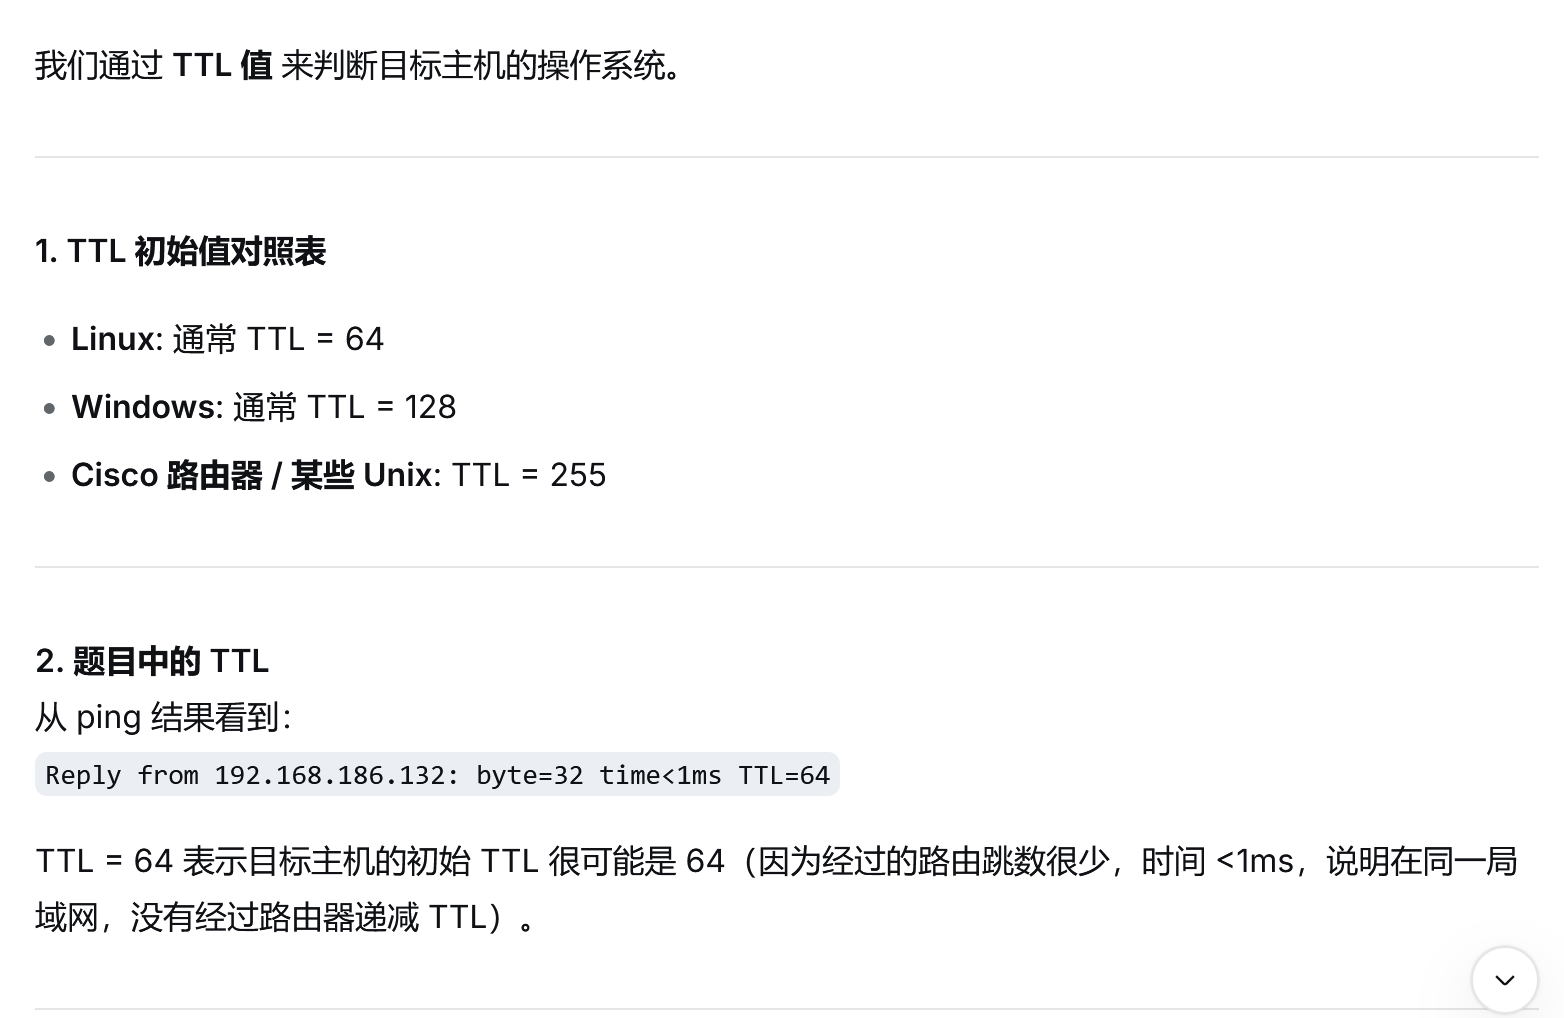 我们通过 TTL 值 来判断目标主机的操作系统。
1. TTL 初始值对照表
Linux: 通常 TTL = 64
Windows: 通常 TTL = 128
Cisco 路由器 / 某些 Unix: TTL = 255
2. 题目中的 TTL
从 ping 结果看到：
Reply from 192.168.186.132: byte=32 time<1ms TTL=64
TTL = 64 表示目标主机的初始 TTL 很可能是 64（因为经过的路由跳数很少，时间 <1ms，说明在同一局
域网，没有经过路由器递减 TTL）。